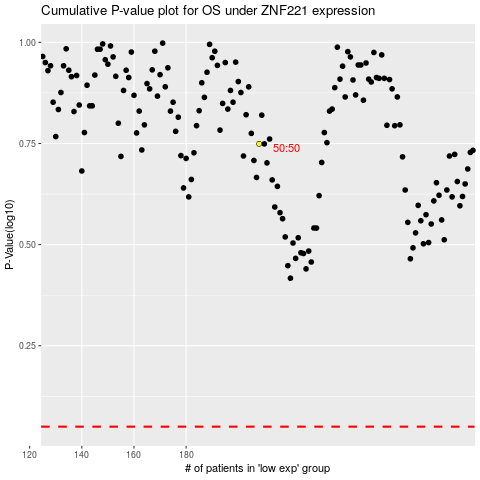 Cumulative P-value plot for OS under ZNF221 expression
1.00
0.75
0.50
0.25
50:50
P-Value(log10)
120 140 160 180
# of patients in 'low exp' group